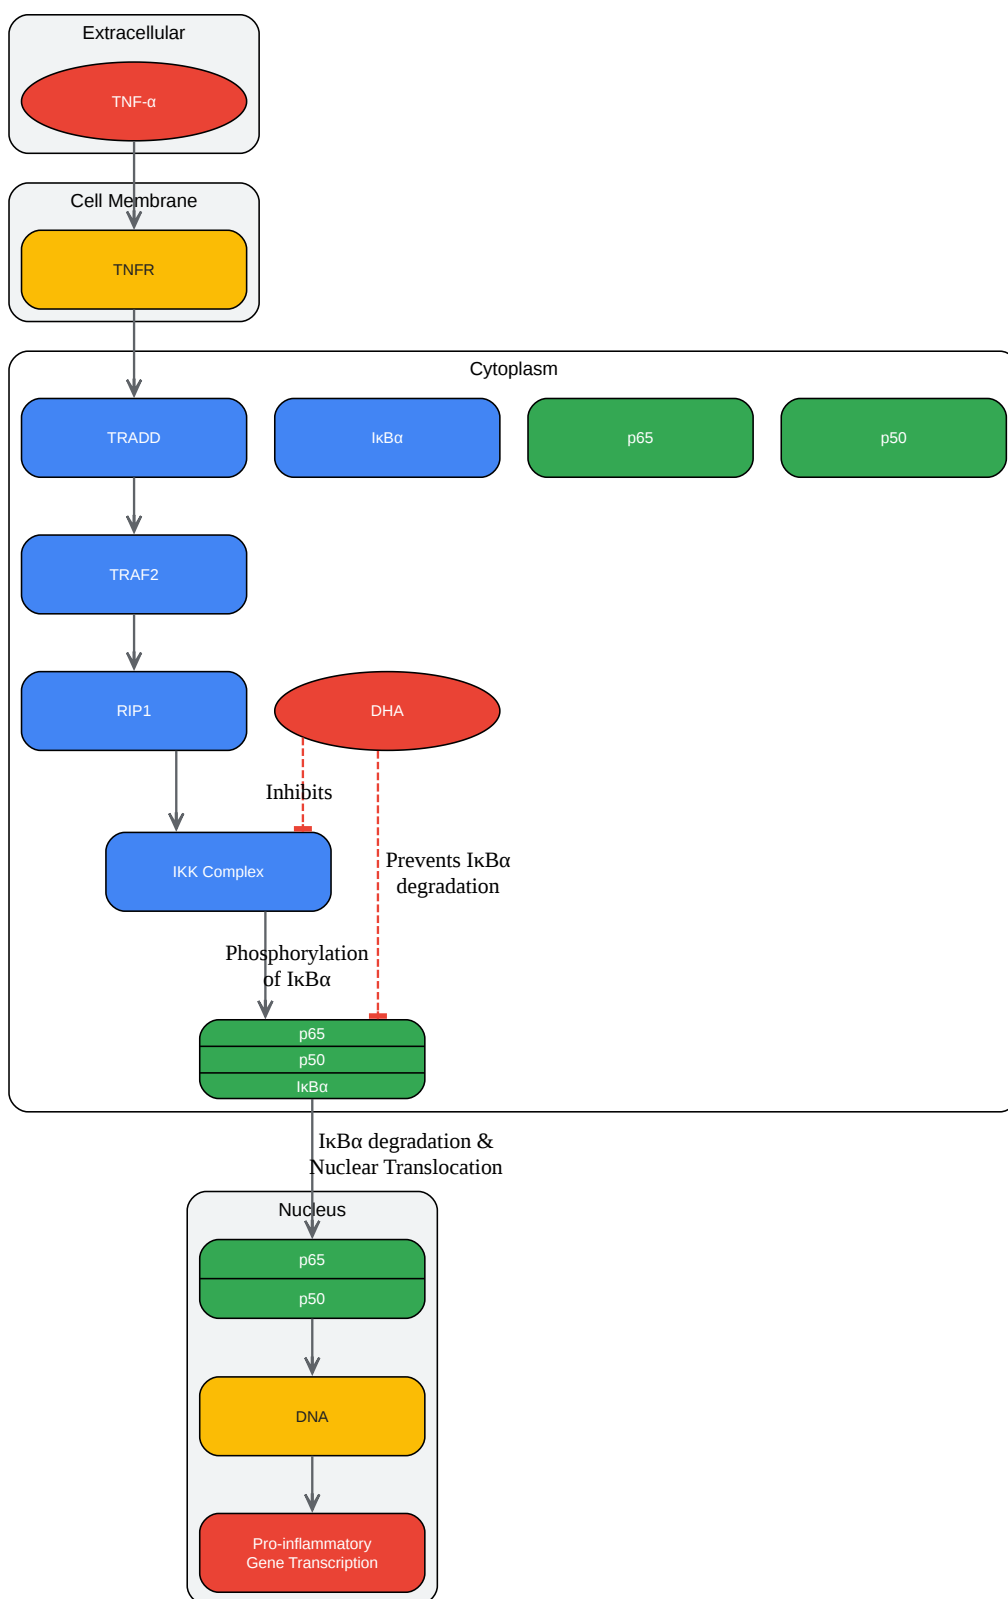 Extracellular
TNF-α
Cell Membrane
TNFR
Cytoplasm
TRADD
IκBα
p65
p50
TRAF2
RIP1
DHA
Inhibits
IKK Complex
Prevents IκBα
degradation
Phosphorylation
of IκBα
p65
p50
IκBα
IκBα degradation &
Nuclear Translocation
Nucleus
p65
p50
DNA
Pro-inflammatory
Gene Transcription